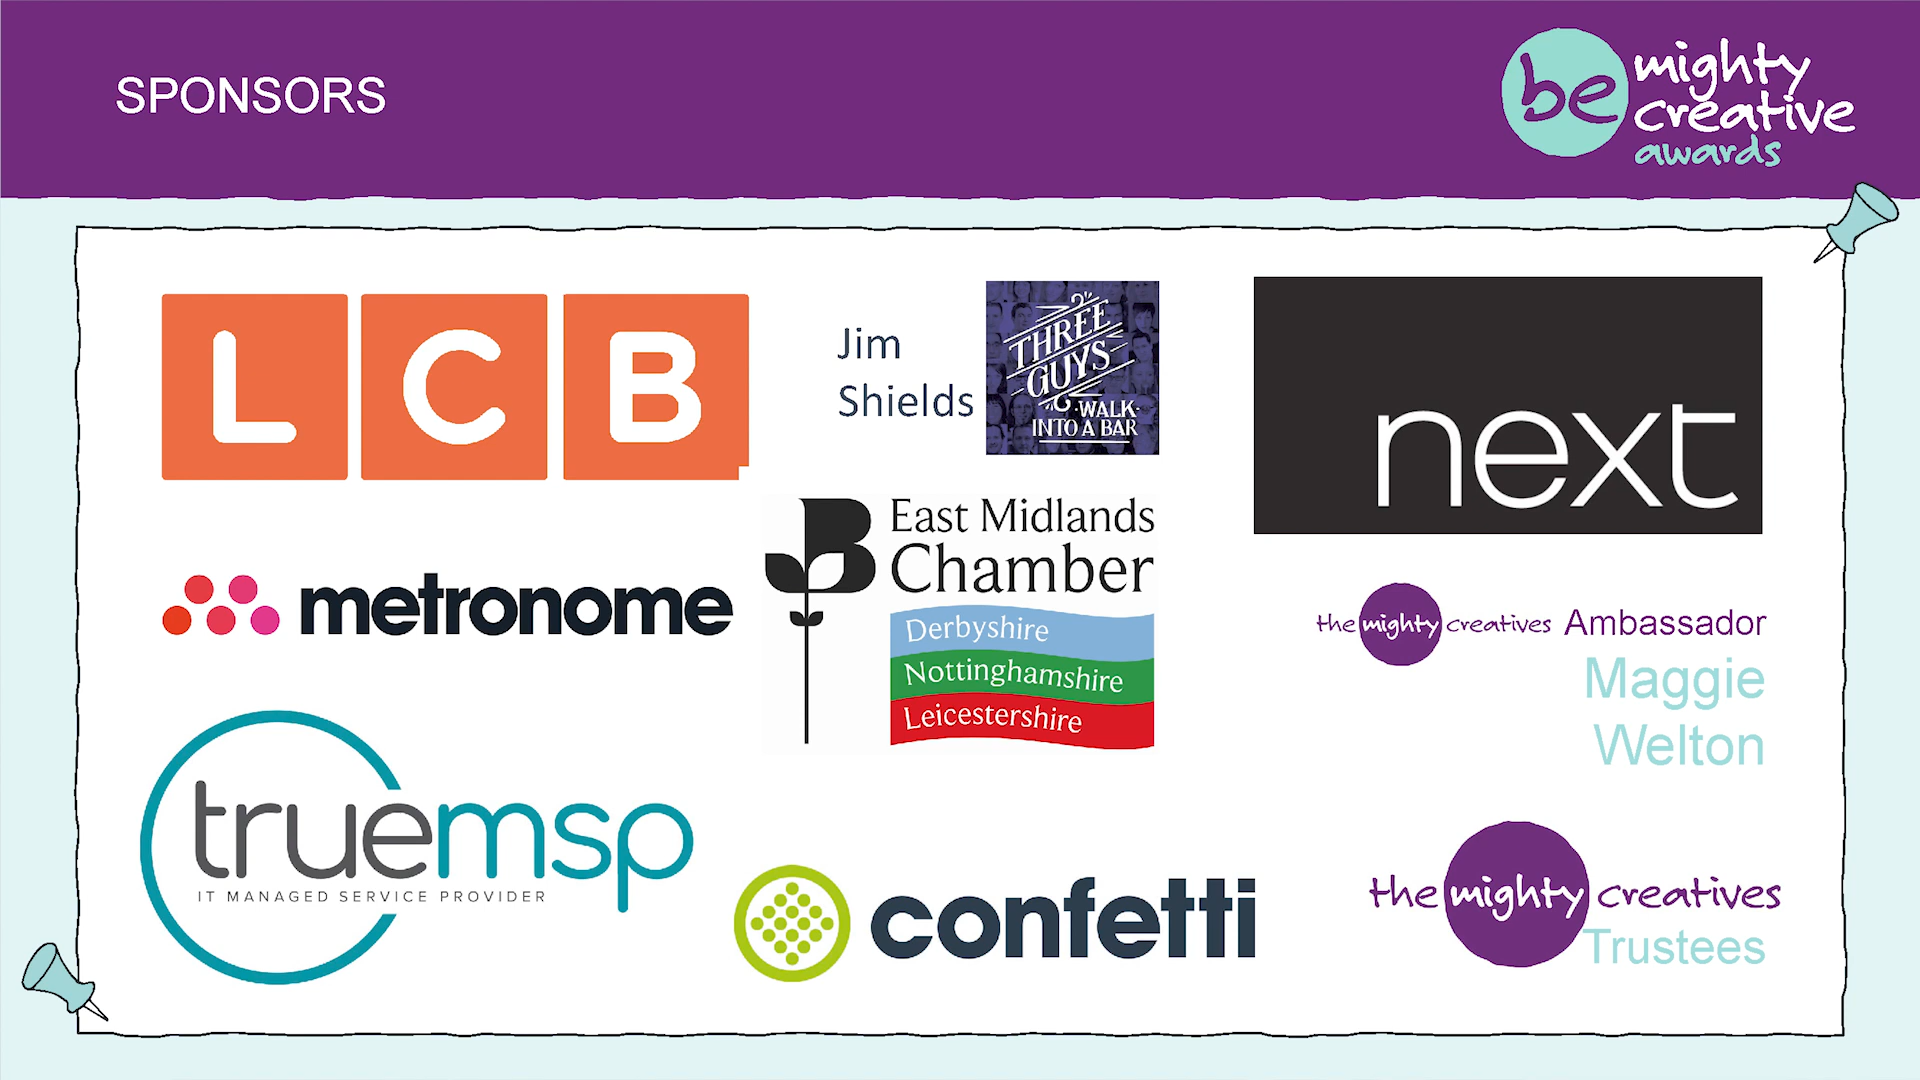 SPONSORS
be mighty
creative
awards
LCB
Jim
Shields
THREE
GUYS
WALK
INTO A BAR
next
metronome
East Midlands
Chamber
Derbyshire
Nottinghamshire
Leicestershire
the mighty creatives Ambassador
Maggie
Welton
truemsp
IT MANAGED SERVICE PROVIDER
confetti
the mighty creatives
Trustees